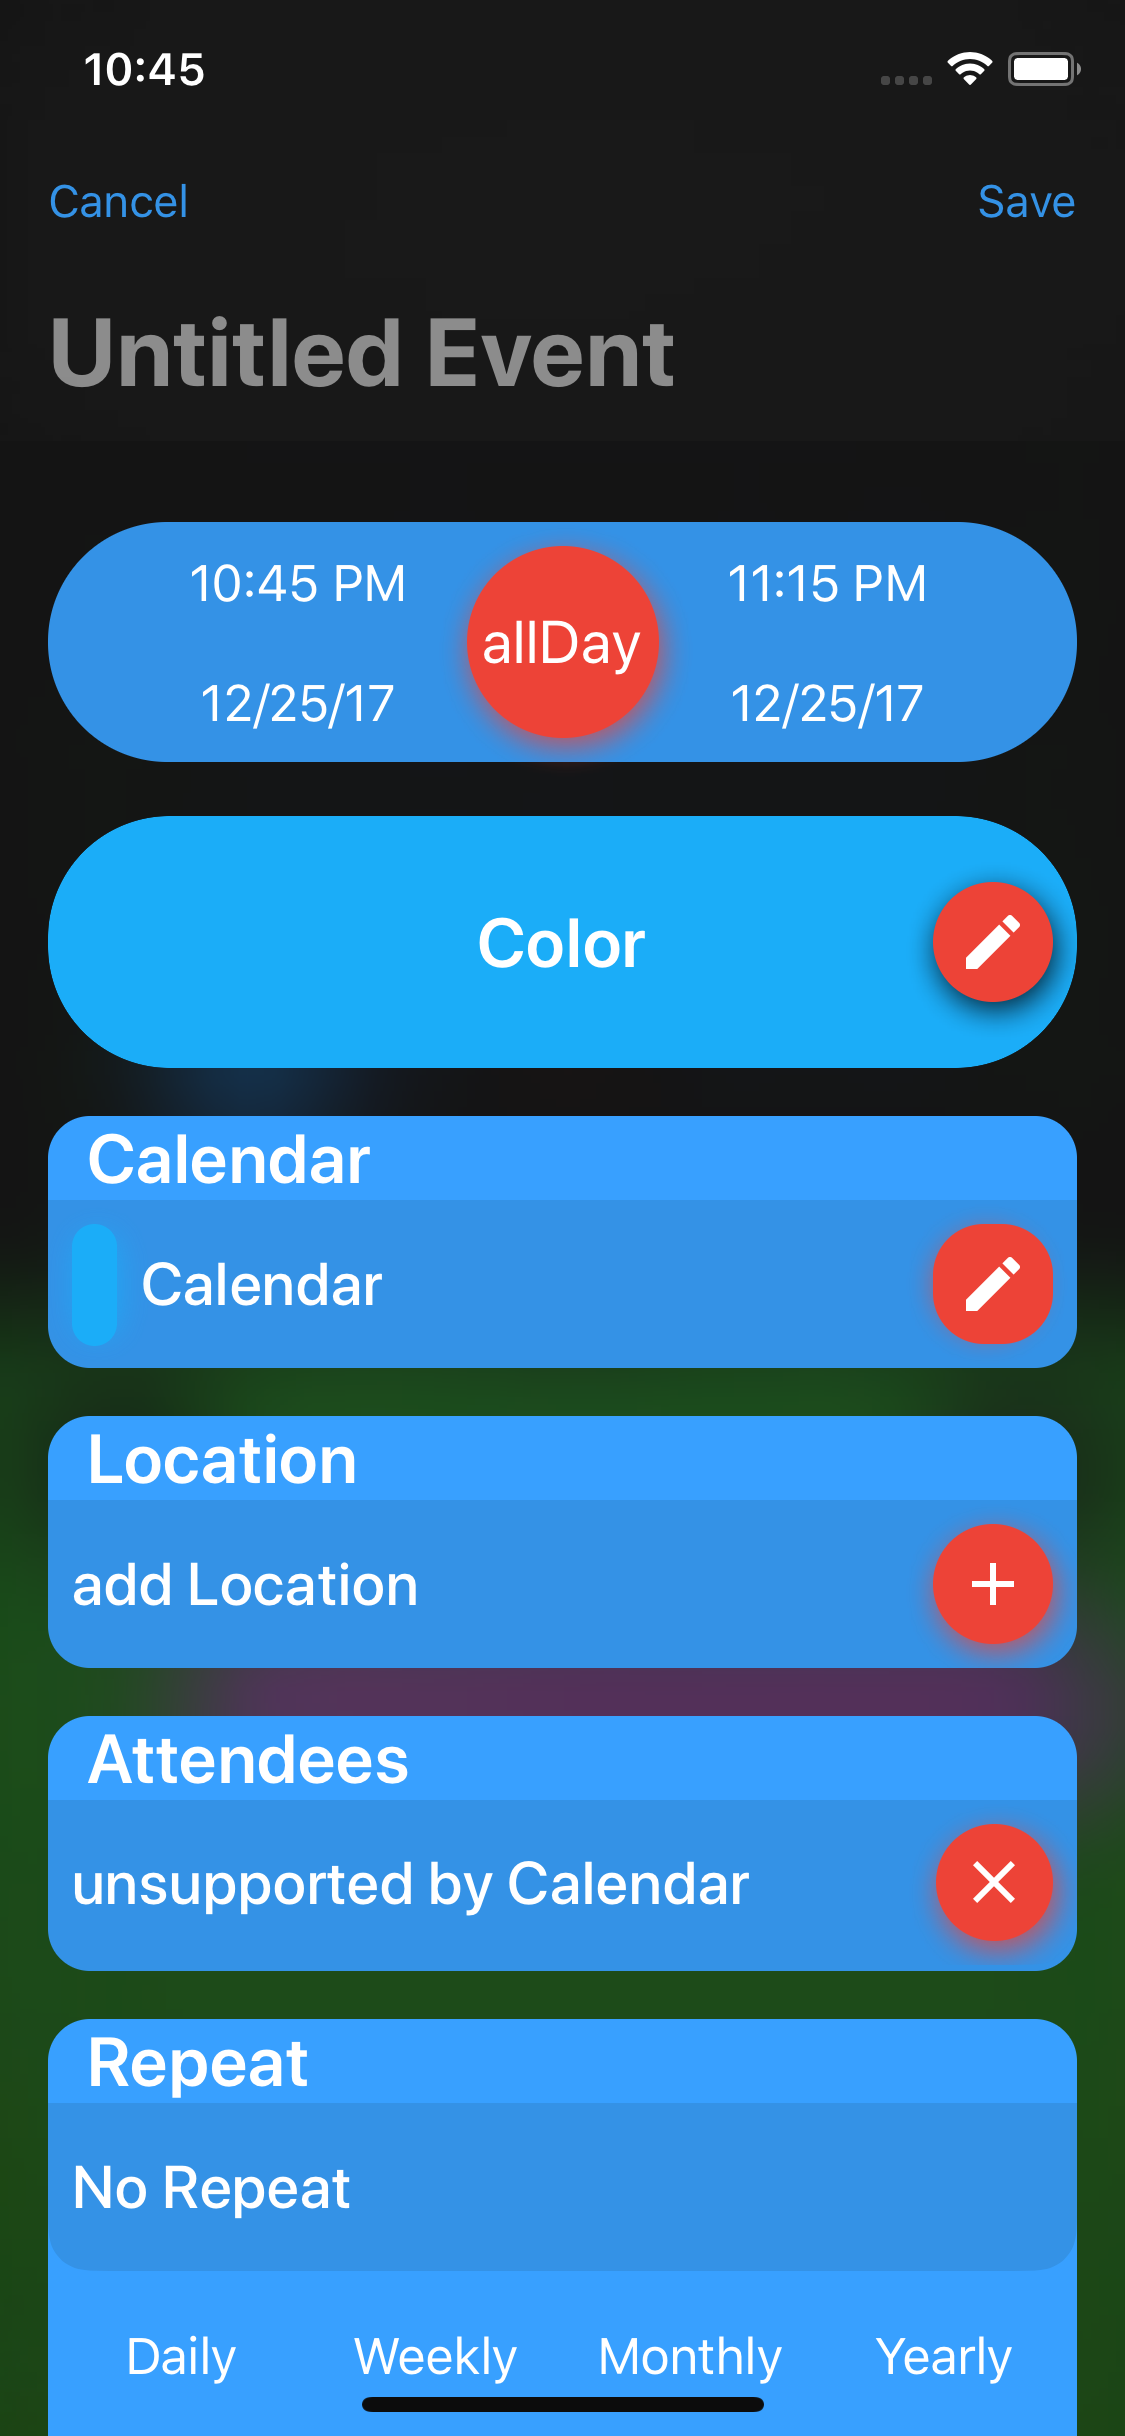 10:45
Cancel
Save
Untitled Event
10:45 PM
12/25/17
allDay
11:15 PM
12/25/17
Color
Calendar
Calendar
Location
add Location
Attendees
unsupported by Calendar
Repeat
No Repeat
Daily Weekly Monthly Yearly